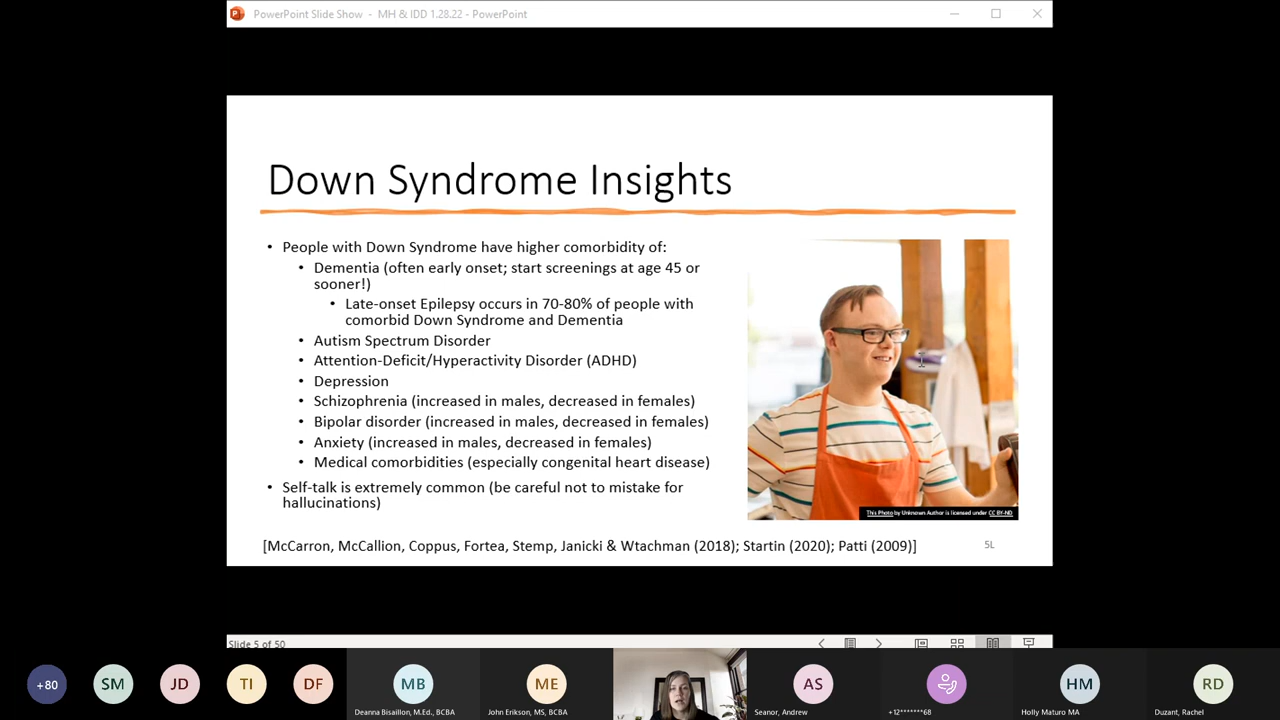 PowerPoint Slide Show - MH & IDD 1.28.22 - PowerPoint
Down Syndrome Insights
• People with Down Syndrome have higher comorbidity of:
• Dementia (often early onset; start screenings at age 45 or
sooner!)
• Late-onset Epilepsy occurs in 70-80% of people with
comorbid Down Syndrome and Dementia
• Autism Spectrum Disorder
• Attention-Deficit/Hyperactivity Disorder (ADHD)
• Depression
• Schizophrenia (increased in males, decreased in females)
• Bipolar disorder (increased in males, decreased in females)
• Anxiety (increased in males, decreased in females)
• Medical comorbidities (especially congenital heart disease)
• Self-talk is extremely common (be careful not to mistake for
hallucinations)
This Photo by Unknown Author is licensed under CC BY-ND
[McCarron, McCallion, Coppus, Fortea, Stemp, Janicki & Wtachman (2018); Startin (2020); Patti (2009)]
5L
Slide 5 of 50
+80 SM JD TI DF MB ME AS HM RD
Deanna Bisaillon, M.Ed., BCBA John Erikson, MS, BCBA Seanor, Andrew +12*******68 Holly Maturo MA Duzant, Rachel